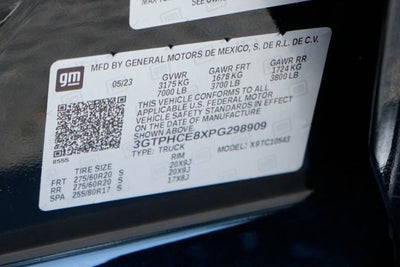 MAX
SEE OWNER
gm
MFD BY GENERAL MOTORS DE MEXICO, S. DE R.L. DE C.V.
05/23 GVWR GAWR FRT GAWR RR
3175 KG 1678 KG 1724 KG
7000 LB 3700 LB 3800 LB
THIS VEHICLE CONFORMS TO ALL
APPLICABLE U.S. FEDERAL MOTOR
VEHICLE SAFETY STANDARDS IN EFFECT ON
THE DATE OF MANUFACTURE SHOWN ABOVE.
3GTPHCE8XPG298909
TYPE: TRUCK MODEL: X9TC10543
TIRE SIZE RIM
FRT 275/60R20 S 20X9J
RR 275/60R20 S 20X9J
SPA 255/80R17 S 17X8J